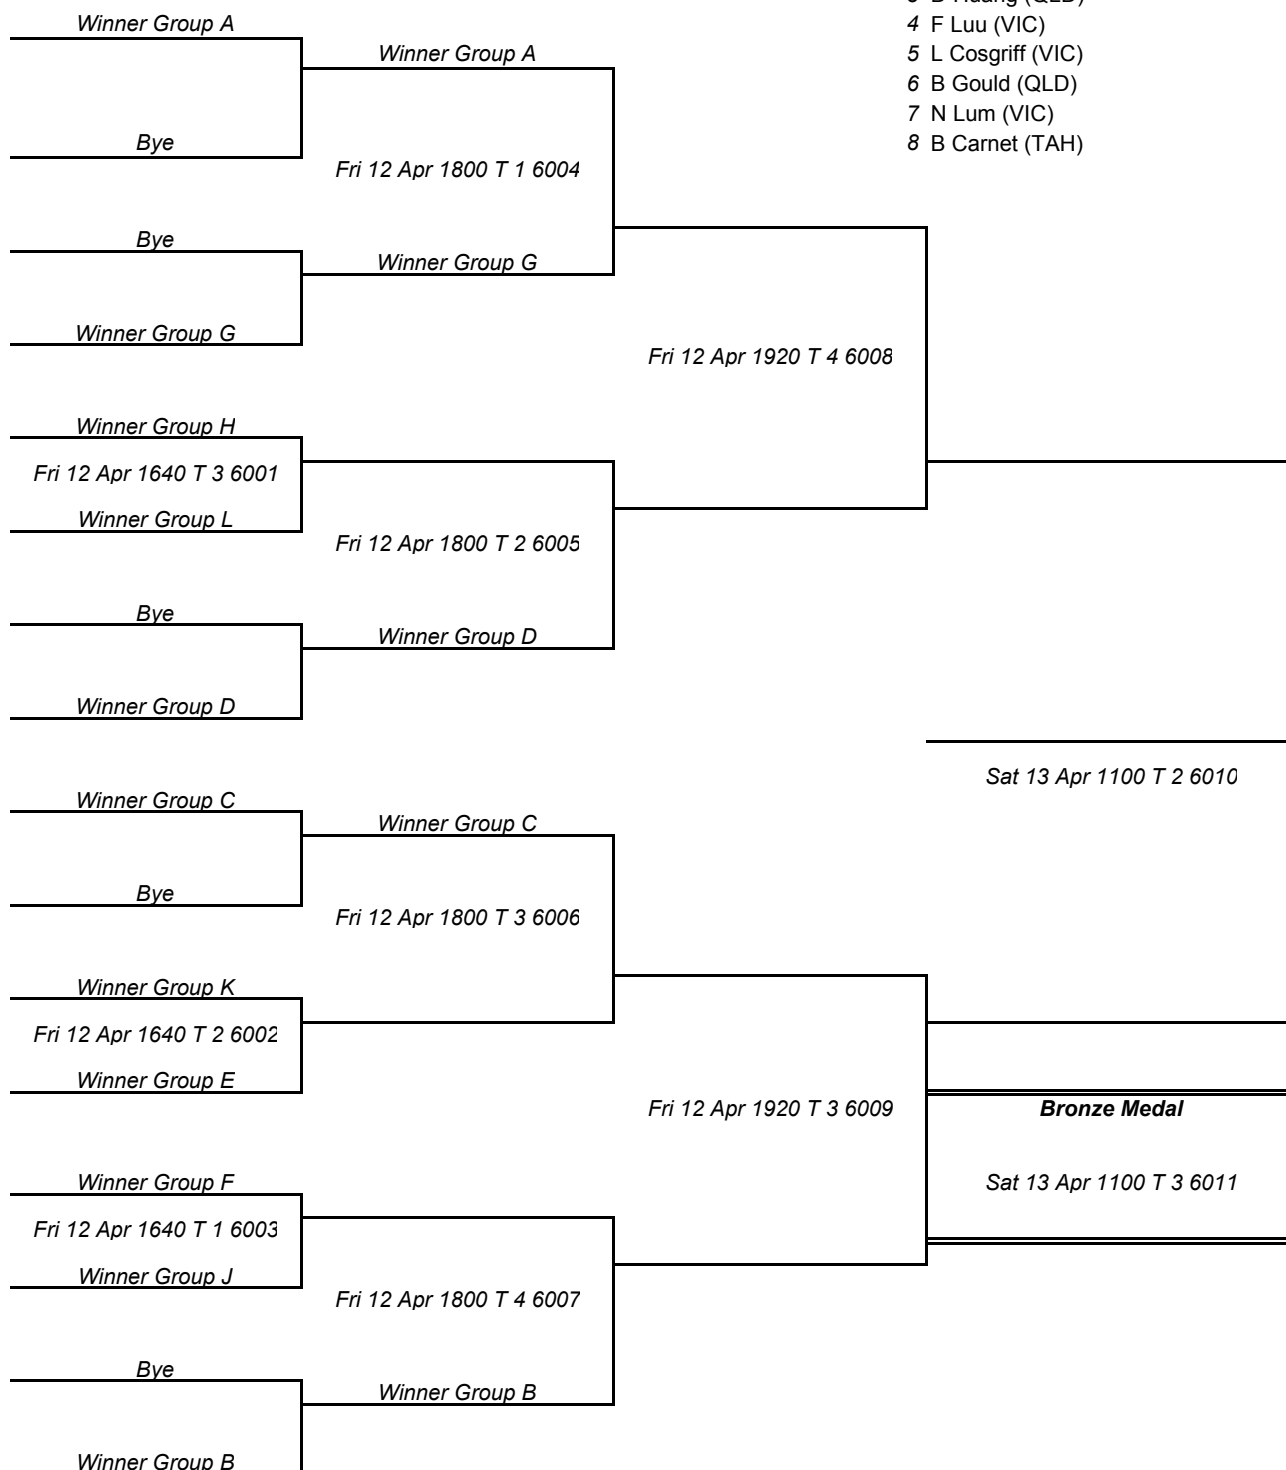 3 D Huang (QLD)
Winner Group A
4 F Luu (VIC)
Winner Group A
5 L Cosgriff (VIC)
6 B Gould (QLD)
7 N Lum (VIC)
Bye
8 B Carnet (TAH)
Fri 12 Apr 1800 T 1 6004
Bye
Winner Group G
Winner Group G
Fri 12 Apr 1920 T 4 6008
Winner Group H
Fri 12 Apr 1640 T 3 6001
Winner Group L
Fri 12 Apr 1800 T 2 6005
Bye
Winner Group D
Winner Group D
Sat 13 Apr 1100 T 2 6010
Winner Group C
Winner Group C
Bye
Fri 12 Apr 1800 T 3 6006
Winner Group K
Fri 12 Apr 1640 T 2 6002
Winner Group E
Fri 12 Apr 1920 T 3 6009
Bronze Medal
Winner Group F
Sat 13 Apr 1100 T 3 6011
Fri 12 Apr 1640 T 1 6003
Winner Group J
Fri 12 Apr 1800 T 4 6007
Bye
Winner Group B
Winner Group B